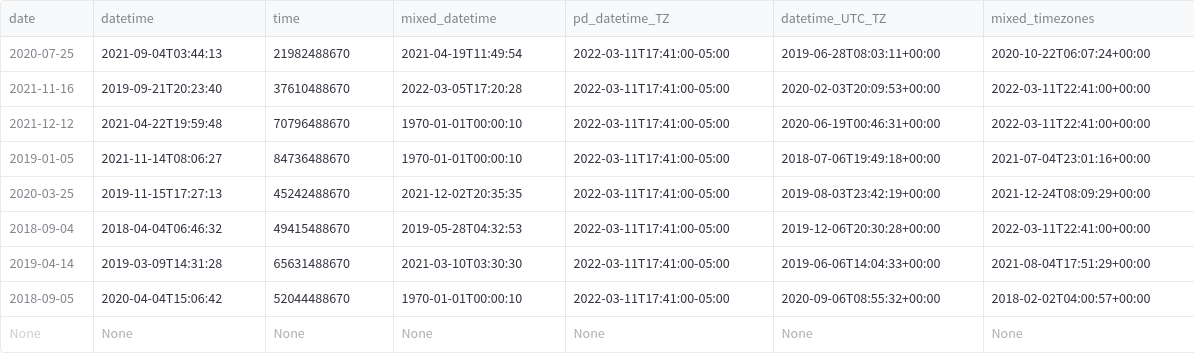 date datetime time mixed_datetime pd_datetime_TZ datetime_UTC_TZ mixed_timezones
2020-07-25 2021-09-04T03:44:13 21982488670 2021-04-19T11:49:54 2022-03-11T17:41:00-05:00 2019-06-28T08:03:11+00:00 2020-10-22T06:07:24+00:00
2021-11-16 2019-09-21T20:23:40 37610488670 2022-03-05T17:20:28 2022-03-11T17:41:00-05:00 2020-02-03T20:09:53+00:00 2022-03-11T22:41:00+00:00
2021-12-12 2021-04-22T19:59:48 70796488670 1970-01-01T00:00:10 2022-03-11T17:41:00-05:00 2020-06-19T00:46:31+00:00 2022-03-11T22:41:00+00:00
2019-01-05 2021-11-14T08:06:27 84736488670 1970-01-01T00:00:10 2022-03-11T17:41:00-05:00 2018-07-06T19:49:18+00:00 2021-07-04T23:01:16+00:00
2020-03-25 2019-11-15T17:27:13 45242488670 2021-12-02T20:35:35 2022-03-11T17:41:00-05:00 2019-08-03T23:42:19+00:00 2021-12-24T08:09:29+00:00
2018-09-04 2018-04-04T06:46:32 49415488670 2019-05-28T04:32:53 2022-03-11T17:41:00-05:00 2019-12-06T20:30:28+00:00 2022-03-11T22:41:00+00:00
2019-04-14 2019-03-09T14:31:28 65631488670 2021-03-10T03:30:30 2022-03-11T17:41:00-05:00 2019-06-06T14:04:33+00:00 2021-08-04T17:51:29+00:00
2018-09-05 2020-04-04T15:06:42 52044488670 1970-01-01T00:00:10 2022-03-11T17:41:00-05:00 2020-09-06T08:55:32+00:00 2018-02-02T04:00:57+00:00
None None None None None None None